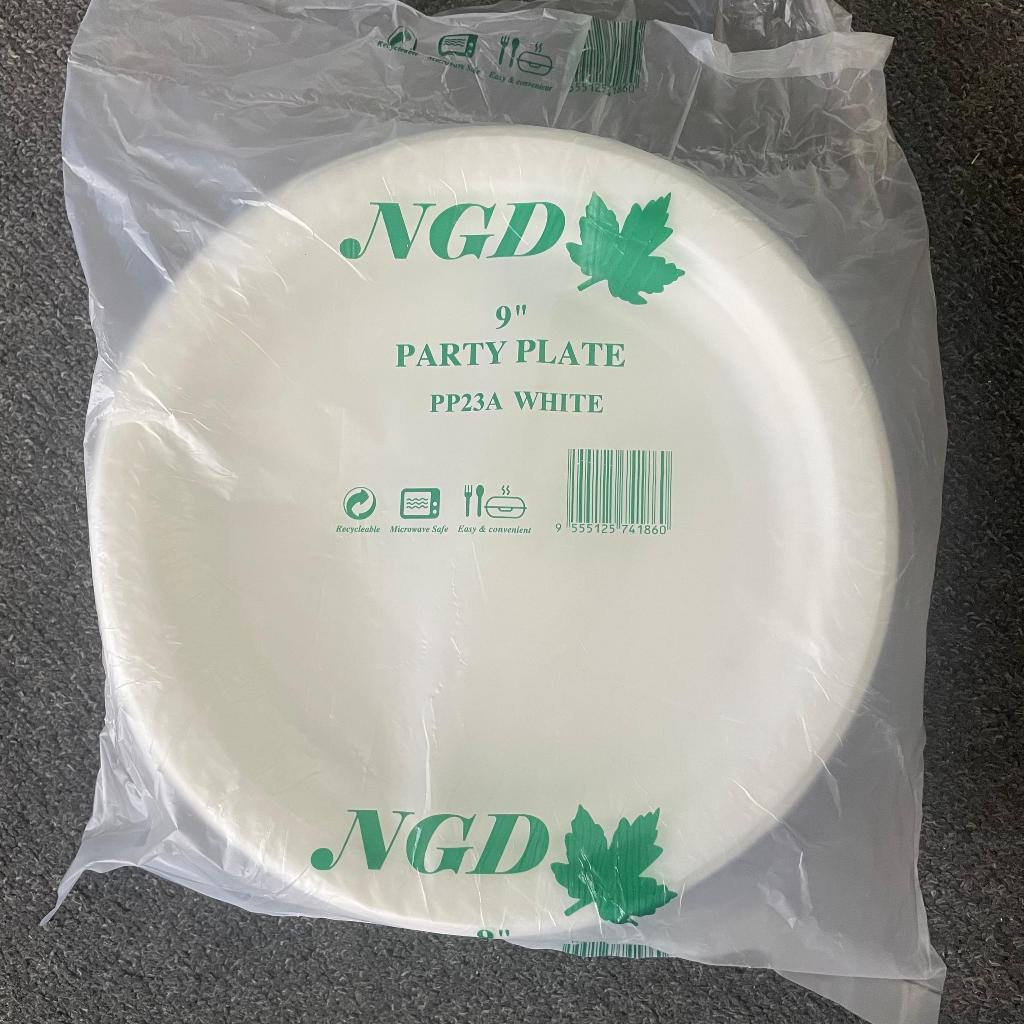 Recycleable Microwave Safe Easy & convenient
NGD
9"
PARTY PLATE
PP23A WHITE
Recycleable Microwave Safe Easy & convenient
9 555125 741860
NGD
9"